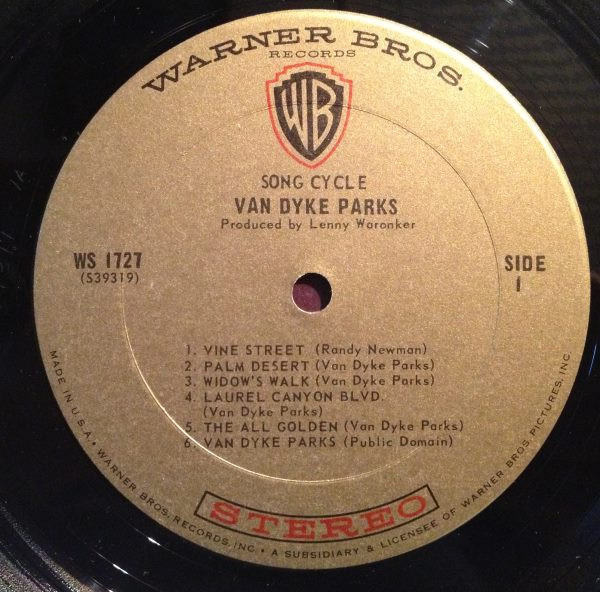 WARNER BROS.
RECORDS
WB
SONG CYCLE
VAN DYKE PARKS
Produced by Lenny Waronker
WS 1727
(S39319)
SIDE
1
1. VINE STREET (Randy Newman)
2. PALM DESERT (Van Dyke Parks)
3. WIDOW'S WALK (Van Dyke Parks)
4. LAUREL CANYON BLVD.
(Van Dyke Parks)
5. THE ALL GOLDEN (Van Dyke Parks)
6. VAN DYKE PARKS (Public Domain)
STEREO
MADE IN U.S.A. • WARNER BROS. RECORDS, INC. • A SUBSIDIARY & LICENSEE OF WARNER BROS. PICTURES, INC.